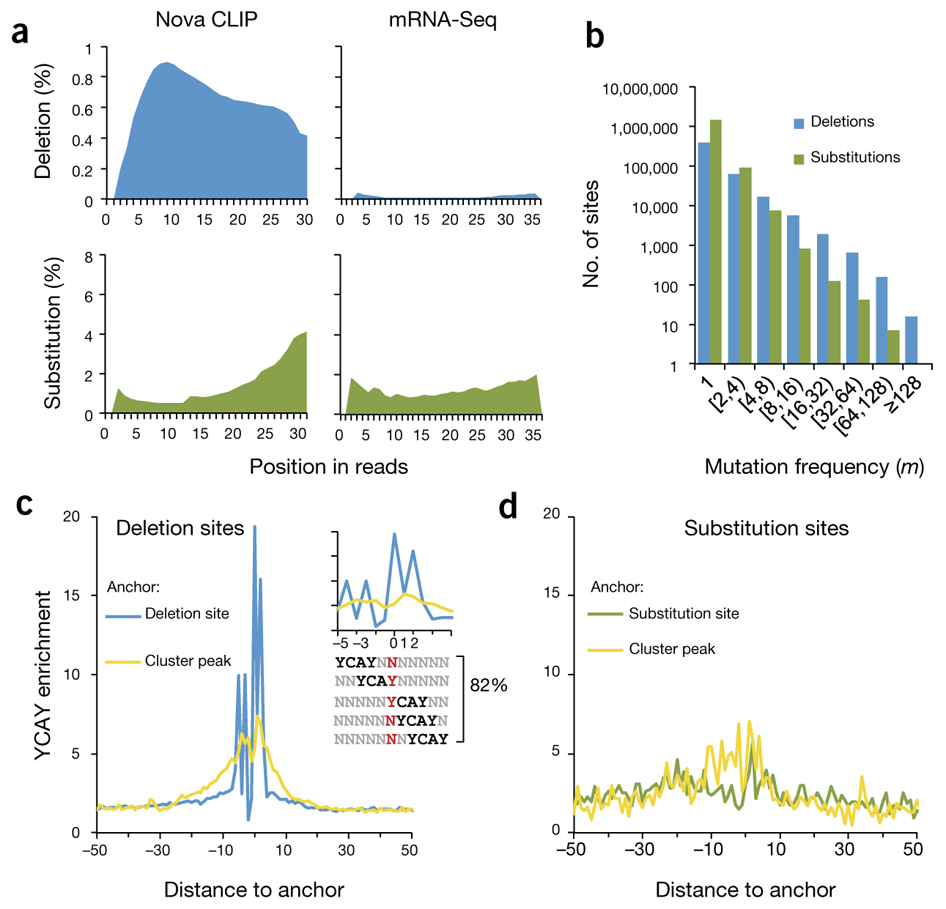 a
Nova CLIP
mRNA-Seq
Deletion (%)
1
0.8
0.6
0.4
0.2
0
0 5 10 15 20 25 30
0 5 10 15 20 25 30 35
Substitution (%)
8
6
4
2
0
0 5 10 15 20 25 30
0 5 10 15 20 25 30 35
Position in reads
b
No. of sites
10,000,000
1,000,000
100,000
10,000
1,000
100
10
1
Deletions
Substitutions
1
[2,4)
[4,8)
[8,16)
[16,32)
[32,64)
[64,128)
≥128
Mutation frequency (m)
c
Deletion sites
YCAY enrichment
20
15
10
5
0
Anchor:
Deletion site
Cluster peak
–5 –3 0 1 2
YCAYNNNNNNNN
NNYCAYNNNNNN
NNNNNYCAYNNN
NNNNNNYCAYNN
NNNNNNNNYCAY
82%
–50 –30 –10 10 30 50
Distance to anchor
d
Substitution sites
20
15
10
5
0
Anchor:
Substitution site
Cluster peak
–50 –30 –10 10 30 50
Distance to anchor